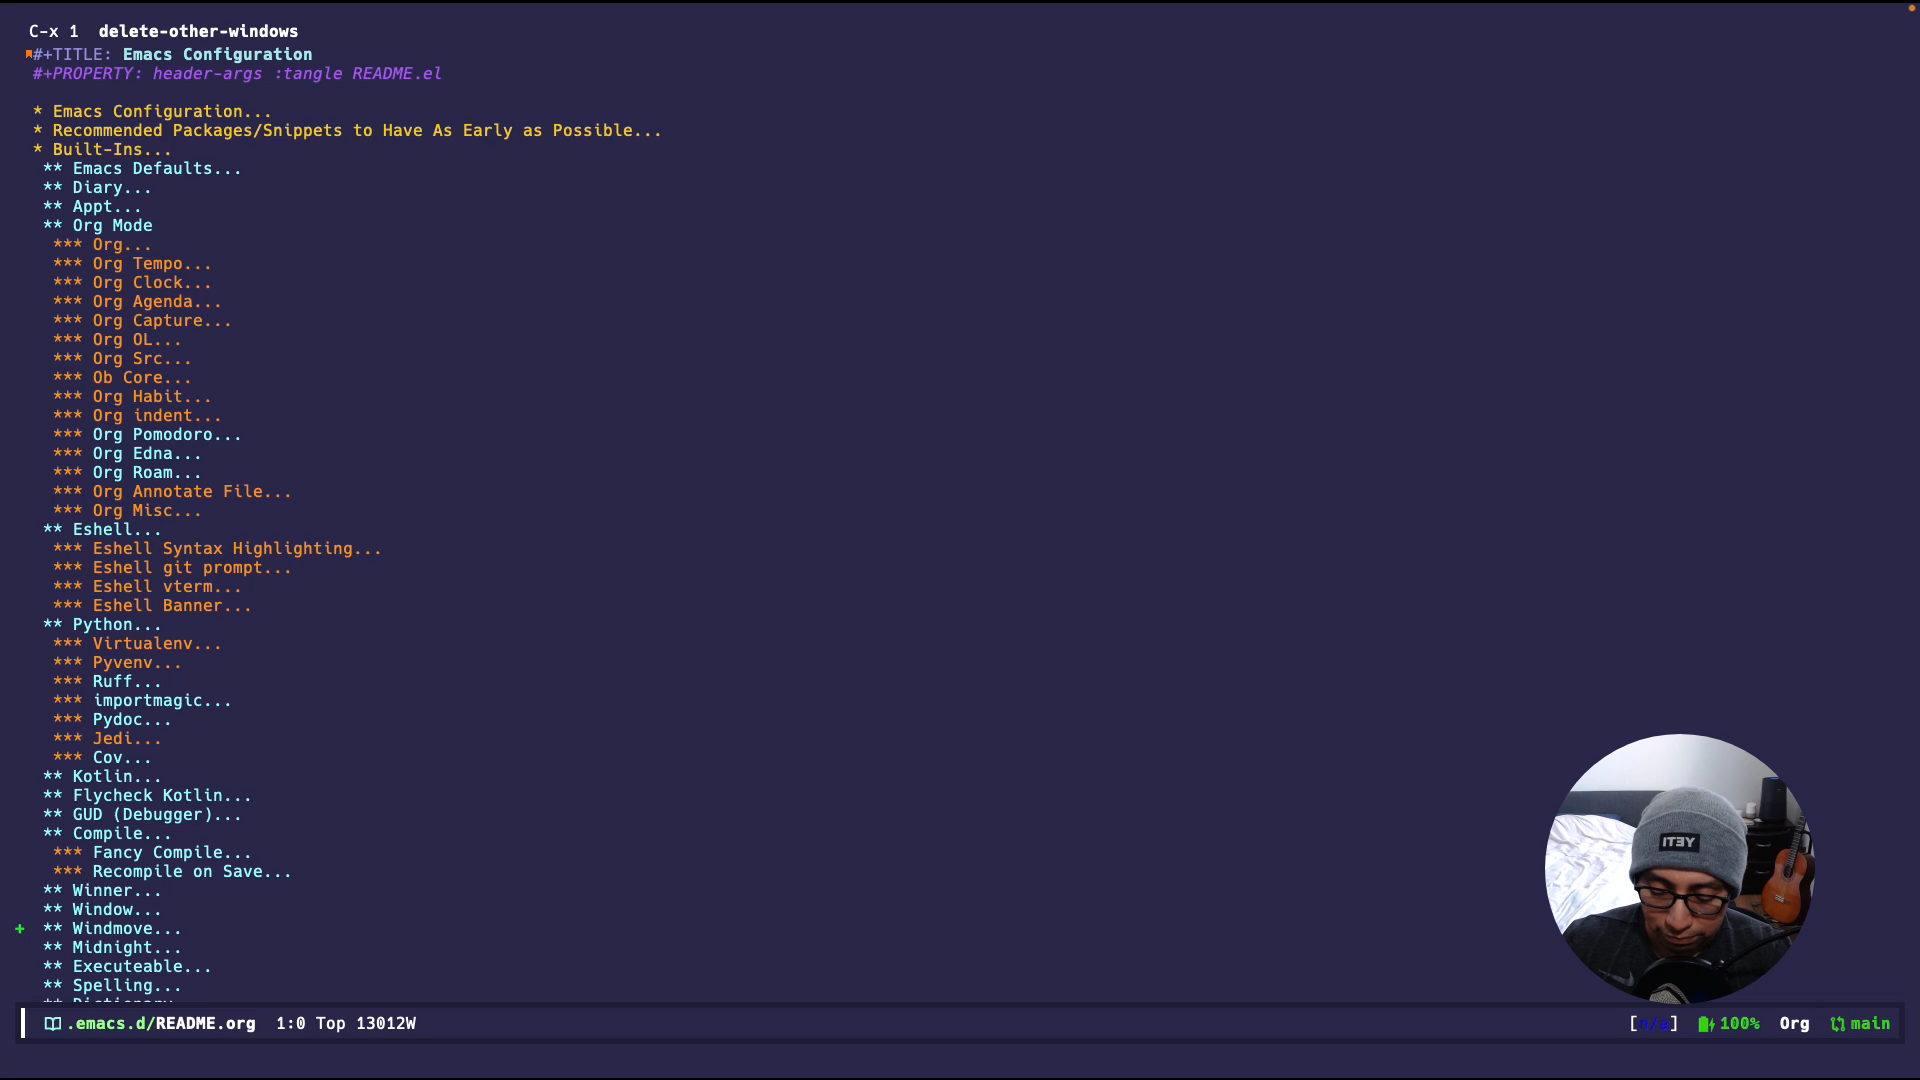 C-x 1 delete-other-windows
#+TITLE: Emacs Configuration
#+PROPERTY: header-args :tangle README.el
* Emacs Configuration...
* Recommended Packages/Snippets to Have As Early as Possible...
* Built-Ins...
** Emacs Defaults...
** Diary...
** Appt...
** Org Mode
*** Org...
*** Org Tempo...
*** Org Clock...
*** Org Agenda...
*** Org Capture...
*** Org OL...
*** Org Src...
*** Ob Core...
*** Org Habit...
*** Org indent...
*** Org Pomodoro...
*** Org Edna...
*** Org Roam...
*** Org Annotate File...
*** Org Misc...
** Eshell...
*** Eshell Syntax Highlighting...
*** Eshell git prompt...
*** Eshell vterm...
*** Eshell Banner...
** Python...
*** Virtualenv...
*** Pyvenv...
*** Ruff...
*** importmagic...
*** Pydoc...
*** Jedi...
*** Cov...
** Kotlin...
** Flycheck Kotlin...
** GUD (Debugger)...
** Compile...
*** Fancy Compile...
*** Recompile on Save...
** Winner...
** Window...
+ ** Windmove...
** Midnight...
** Executeable...
** Spelling...
.emacs.d/README.org 1:0 Top 13012W [n/a] 100% Org main
YETI